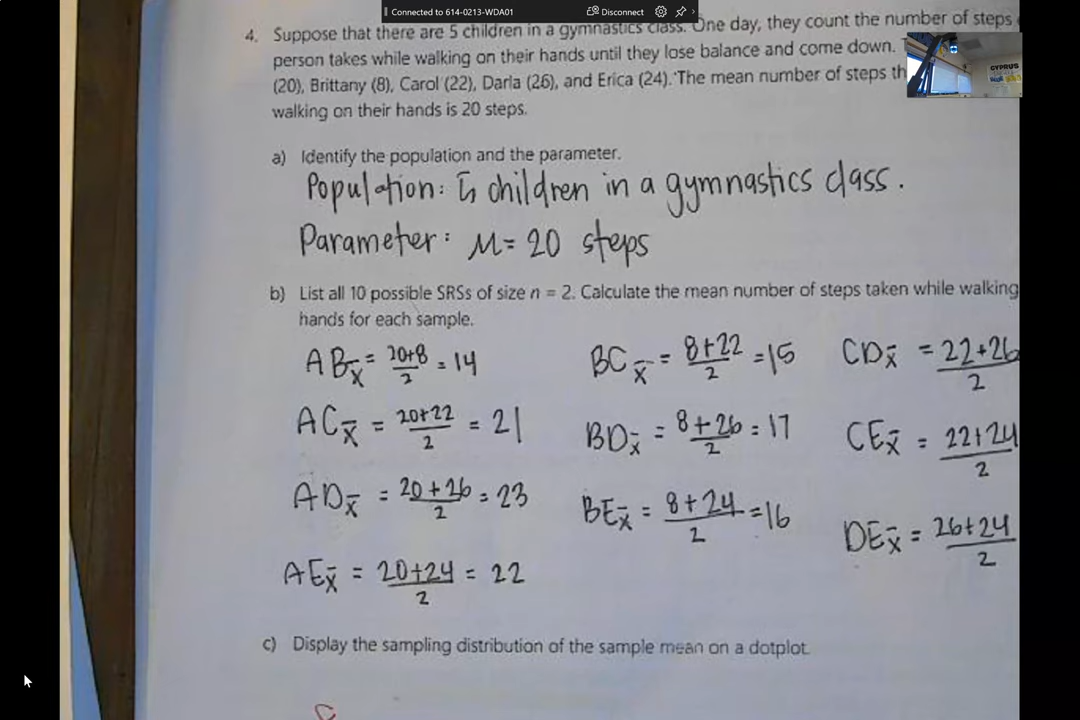 Connected to 614-0213-WDA01 Disconnect
4. Suppose that there are 5 children in a gymnastics class. One day, they count the number of steps
person takes while walking on their hands until they lose balance and come down.
(20), Brittany (8), Carol (22), Darla (26), and Erica (24). The mean number of steps
walking on their hands is 20 steps.
CYPRUS
a) Identify the population and the parameter.
Population: 5 children in a gymnastics class.
Parameter: μ = 20 steps
b) List all 10 possible SRSs of size n = 2. Calculate the mean number of steps taken while walking
hands for each sample.
AB x̄ = 20+8/2 = 14 BC x̄ = 8+22/2 = 15 CD x̄ = 22+26/2
AC x̄ = 20+22/2 = 21 BD x̄ = 8+26/2 = 17 CE x̄ = 22+24/2
AD x̄ = 20+26/2 = 23 BE x̄ = 8+24/2 = 16 DE x̄ = 26+24/2
AE x̄ = 20+24/2 = 22
c) Display the sampling distribution of the sample mean on a dotplot.